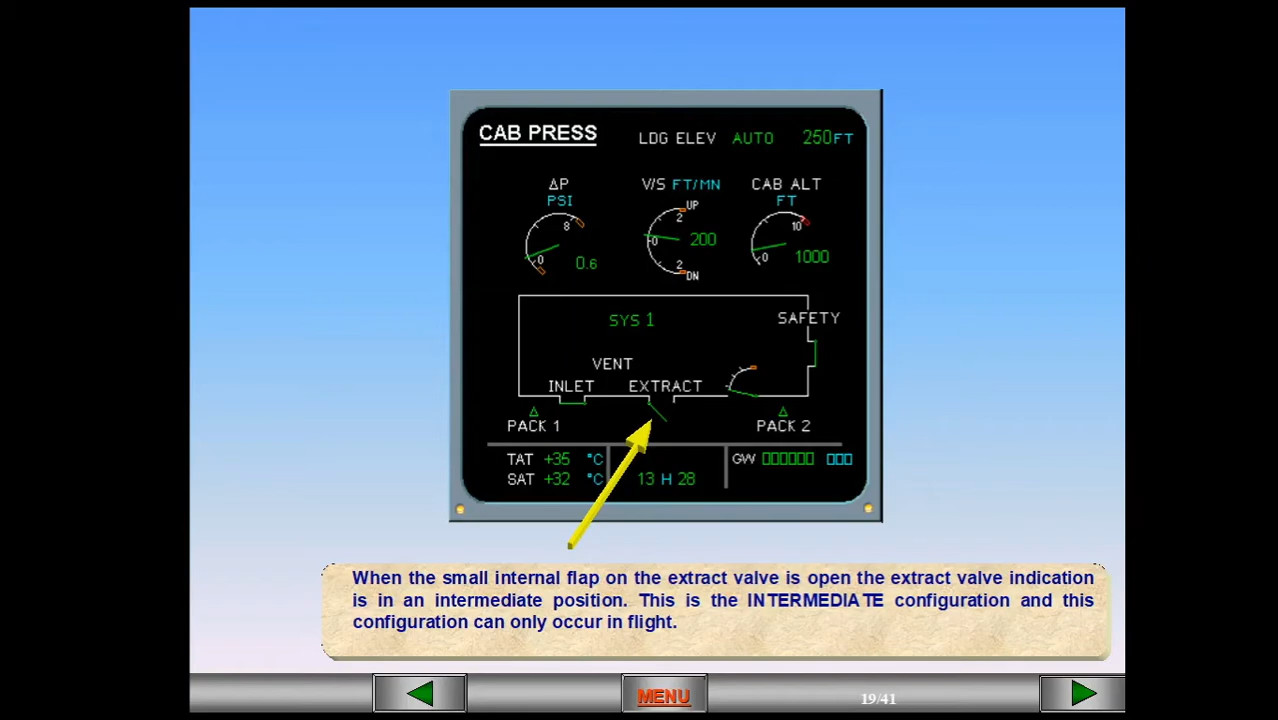 CAB PRESS LDG ELEV AUTO 250FT
ΔP V/S FT/MN CAB ALT
PSI FT
UP
8 2 10
0 0.6 0 200 0 1000
2
DN
SYS 1 SAFETY
VENT
INLET EXTRACT
PACK 1 PACK 2
TAT +35 °C GW
SAT +32 °C 13 H 28
When the small internal flap on the extract valve is open the extract valve indication
is in an intermediate position. This is the INTERMEDIATE configuration and this
configuration can only occur in flight.
MENU 19/41